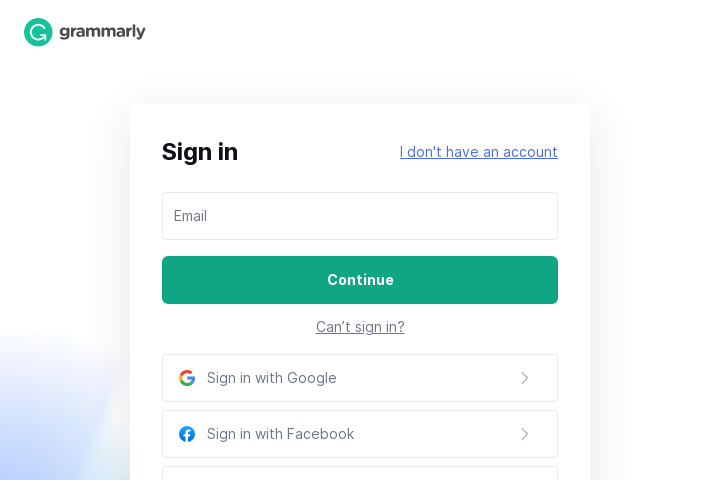 grammarly
Sign in
I don't have an account
Email
Continue
Can’t sign in?
Sign in with Google
Sign in with Facebook